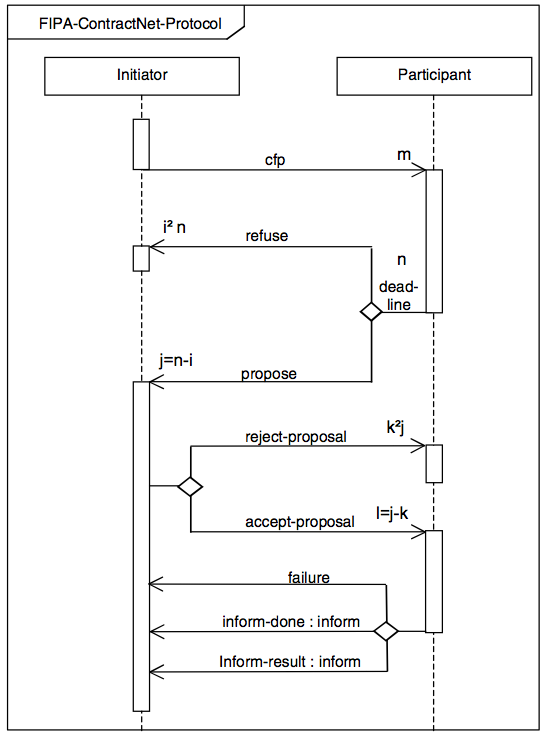 FIPA-ContractNet-Protocol
Initiator
Participant
cfp
m
i² n
refuse
n
dead-
line
j=n-i
propose
k²j
reject-proposal
l=j-k
accept-proposal
failure
inform-done : inform
Inform-result : inform